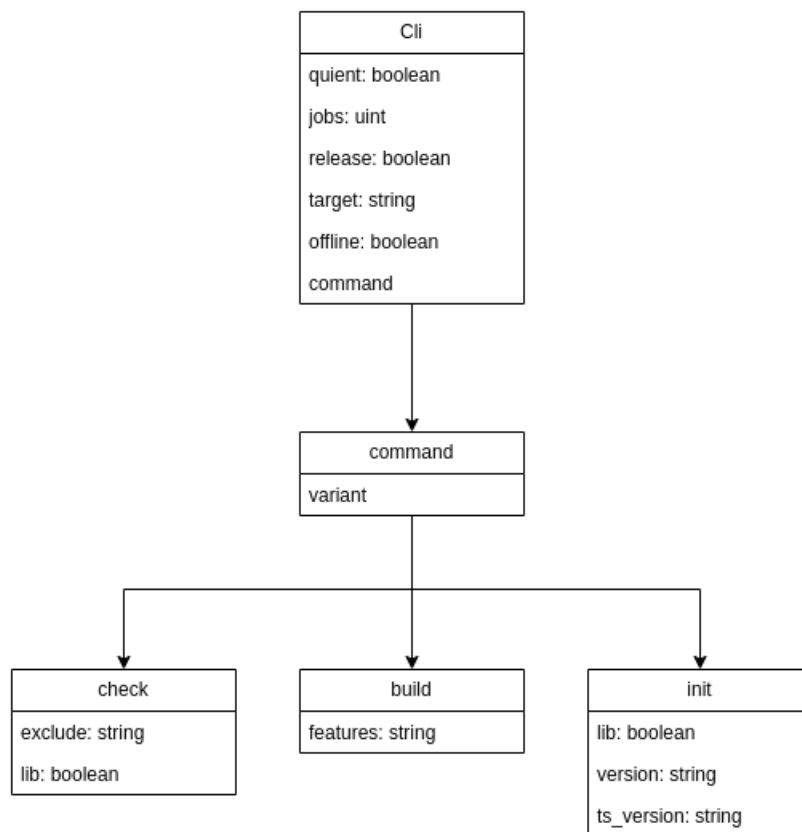 Cli
quient: boolean
jobs: uint
release: boolean
target: string
offline: boolean
command
command
variant
check
exclude: string
lib: boolean
build
features: string
init
lib: boolean
version: string
ts_version: string